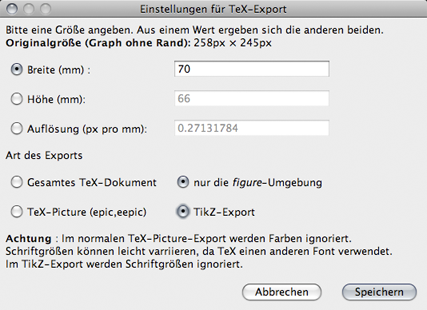 Einstellungen für TeX-Export
Bitte eine Größe angeben. Aus einem Wert ergeben sich die anderen beiden.
Originalgröße (Graph ohne Rand): 258px × 245px
Breite (mm) : 70
Höhe (mm): 66
Auflösung (px pro mm): 0.27131784
Art des Exports
Gesamtes TeX-Dokument nur die figure-Umgebung
TeX-Picture (epic,eepic) TikZ-Export
Achtung : Im normalen TeX-Picture-Export werden Farben ignoriert.
Schriftgrößen können leicht varriieren, da TeX einen anderen Font verwendet.
Im TikZ-Export werden Schriftgrößen ignoriert.
Abbrechen Speichern